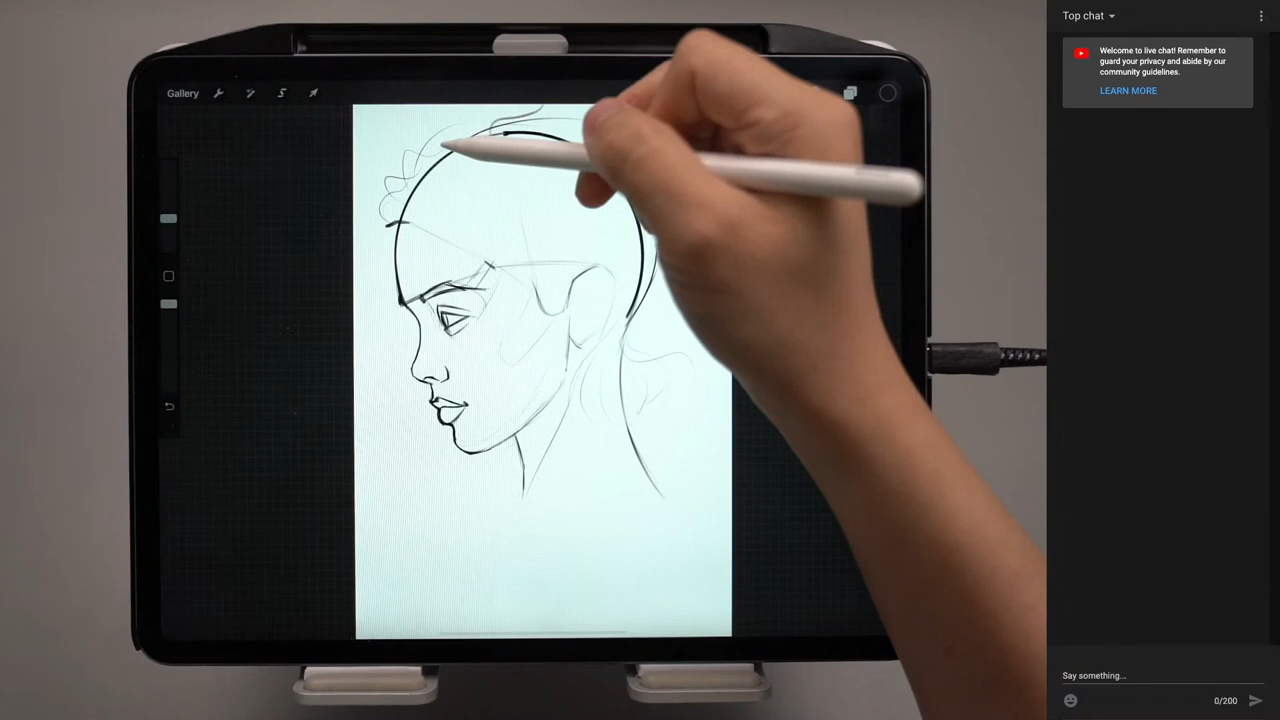 Gallery
Top chat
Welcome to live chat! Remember to
guard your privacy and abide by our
community guidelines.
LEARN MORE
Say something...
0/200